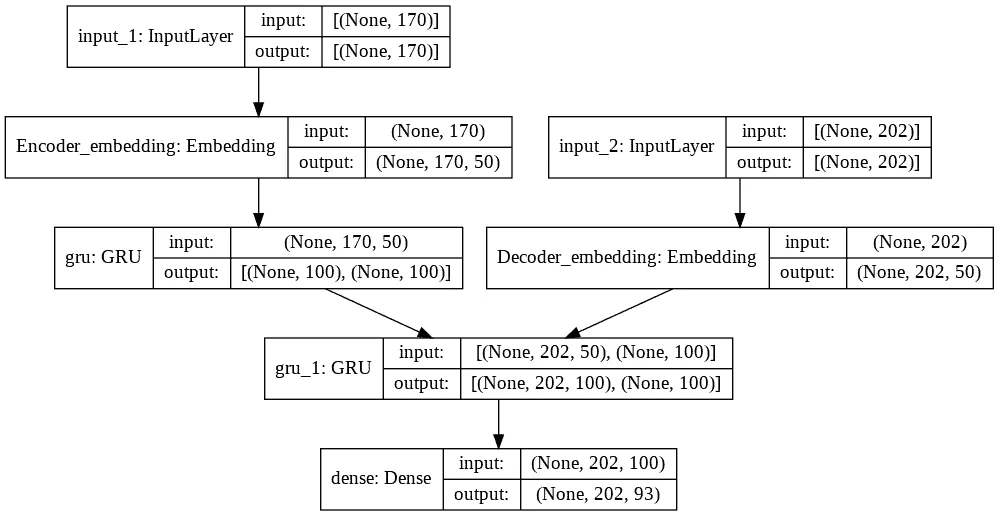 input_1: InputLayer
input: [(None, 170)]
output: [(None, 170)]
Encoder_embedding: Embedding
input: (None, 170)
output: (None, 170, 50)
input_2: InputLayer
input: [(None, 202)]
output: [(None, 202)]
gru: GRU
input: (None, 170, 50)
output: [(None, 100), (None, 100)]
Decoder_embedding: Embedding
input: (None, 202)
output: (None, 202, 50)
gru_1: GRU
input: [(None, 202, 50), (None, 100)]
output: [(None, 202, 100), (None, 100)]
dense: Dense
input: (None, 202, 100)
output: (None, 202, 93)